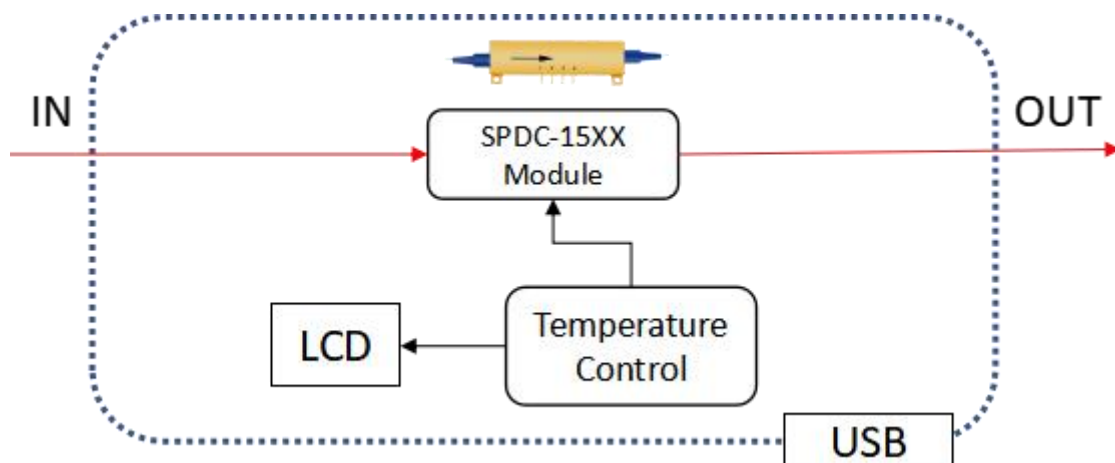 IN
OUT
SPDC-15XX
Module
LCD
Temperature
Control
USB